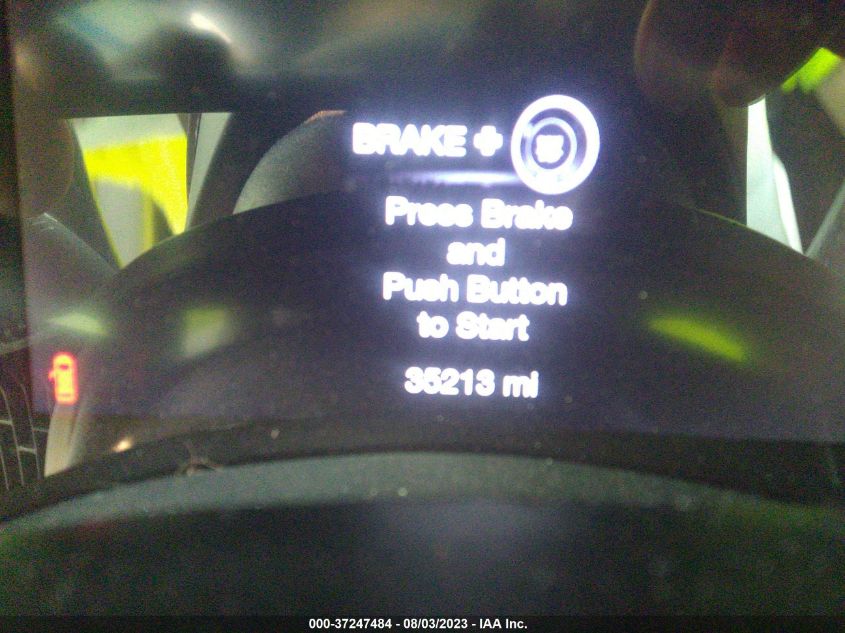 BRAKE +
Press Brake
and
Push Button
to Start
35213 mi
000-37247484 - 08/03/2023 - IAA Inc.